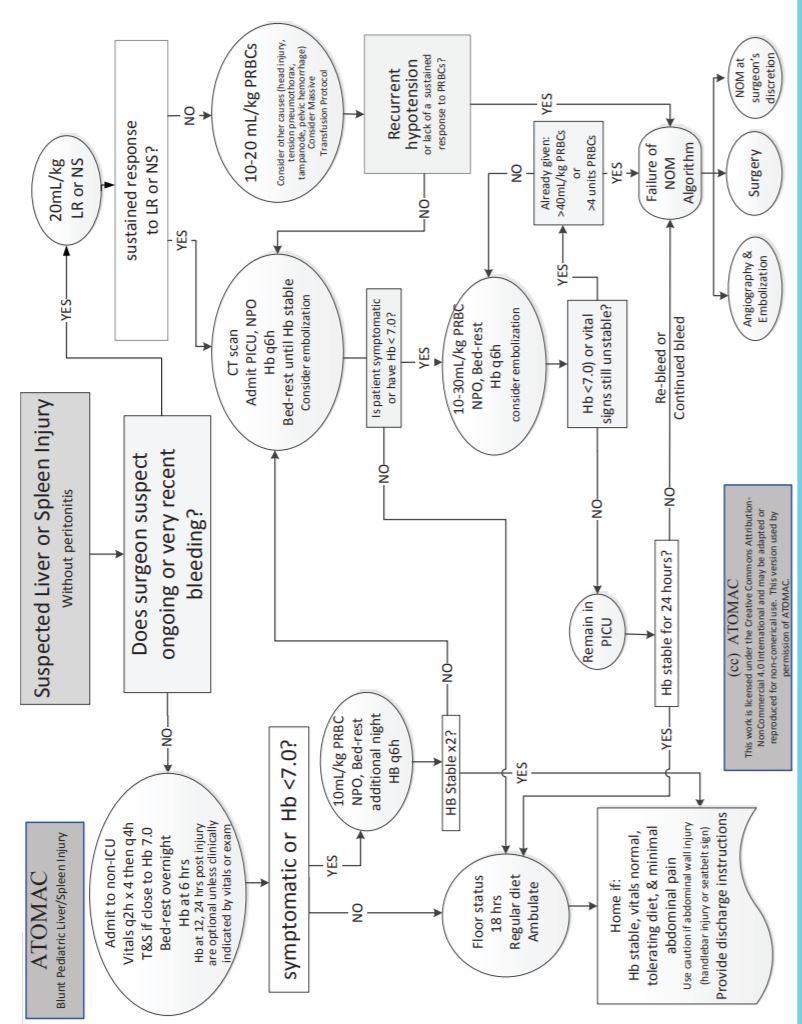 ATOMAC
Blunt Pediatric Liver/Spleen Injury
Suspected Liver or Spleen Injury
Without peritonitis
YES
20mL/kg
LR or NS
Admit to non-ICU
Vitals q2h x 4 then q4h
T&S if close to Hb 7.0
Bed-rest overnight
Hb at 6 hrs
Hb at 12, 24 hrs post injury
are optional unless clinically
indicated by vitals or exam
NO
Does surgeon suspect
ongoing or very recent
bleeding?
sustained response
to LR or NS?
YES
NO
CT scan
Admit PICU, NPO
Hb q6h
Bed-rest until Hb stable
Consider embolization
10-20 mL/kg PRBCs
Consider other causes (head injury,
tension pneumothorax,
tampanode, pelvic hemorrhage)
Consider Massive
Transfusion Protocol
symptomatic or Hb <7.0?
NO
YES
10mL/kg PRBC
NPO, Bed-rest
additional night
HB q6h
NO
Is patient symptomatic
or have Hb < 7.0?
YES
NO
Recurrent
hypotension
or lack of a sustained
response to PRBCs?
HB Stable x2?
NO
YES
10-30mL/kg PRBC
NPO, Bed-rest
Hb q6h
consider embolization
Floor status
18 hrs
Regular diet
Ambulate
NO
YES
Already given:
>40mL/kg PRBCs
or
>4 units PRBCs
YES
YES
Hb <7.0) or vital
signs still unstable?
NO
Remain in
PICU
Home if:
Hb stable, vitals normal,
tolerating diet, & minimal
abdominal pain
Use caution if abdominal wall injury
(handlebar injury or seatbelt sign)
Provide discharge instructions
YES
Hb stable for 24 hours?
NO
Re-bleed or
Continued bleed
Failure of
NOM
Algorithm
(cc) ATOMAC
This work is licensed under the Creative Commons Attribution-
NonCommercial 4.0 International and may be adapted or
reproduced for non-comerical use. This version used by
permission of ATOMAC.
Angiography &
Embolization
Surgery
NOM at
surgeon's
discretion